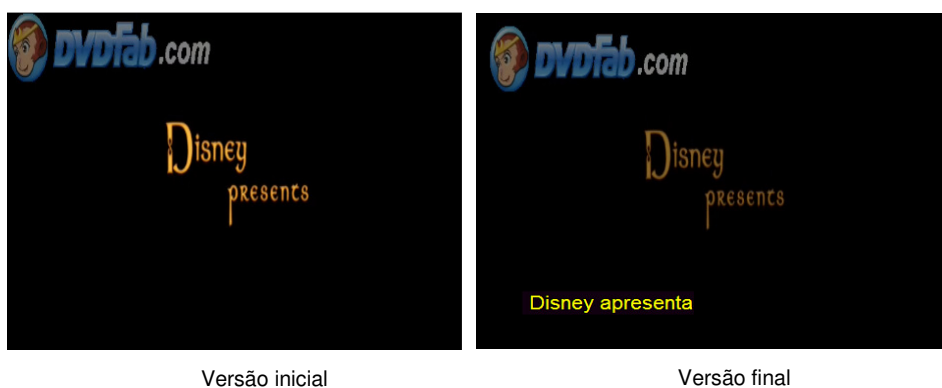 DVDFab.com
Disney
presents
Versão inicial
DVDFab.com
Disney
presents
Disney apresenta
Versão final